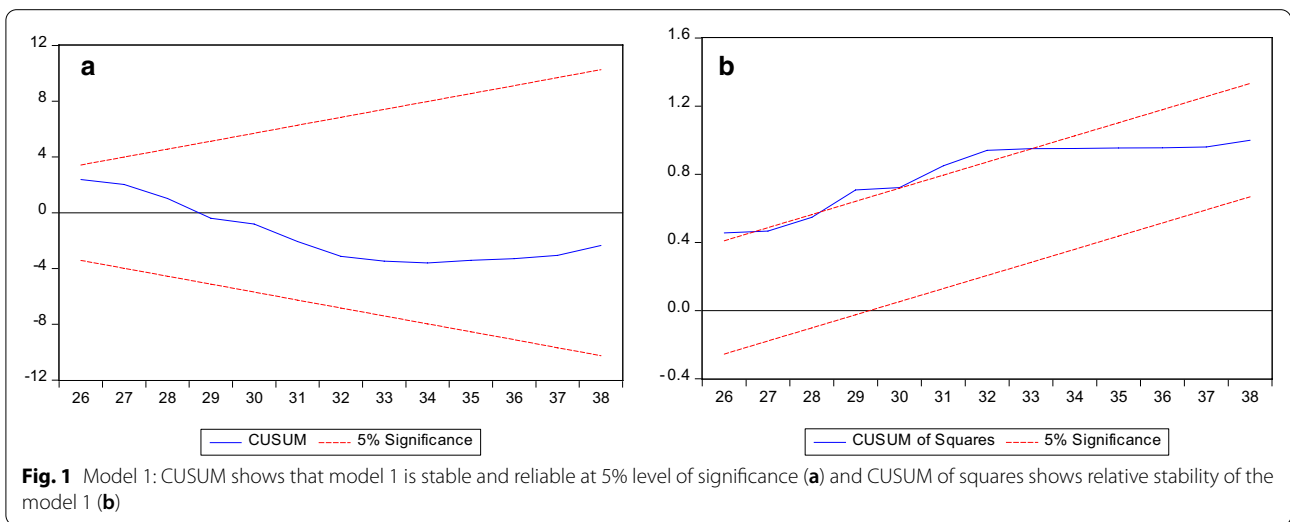 a
12
8
4
0
-4
-8
-12
26 27 28 29 30 31 32 33 34 35 36 37 38
CUSUM 5% Significance
b
1.6
1.2
0.8
0.4
0.0
-0.4
26 27 28 29 30 31 32 33 34 35 36 37 38
CUSUM of Squares 5% Significance
Fig. 1 Model 1: CUSUM shows that model 1 is stable and reliable at 5% level of significance (a) and CUSUM of squares shows relative stability of the
model 1 (b)